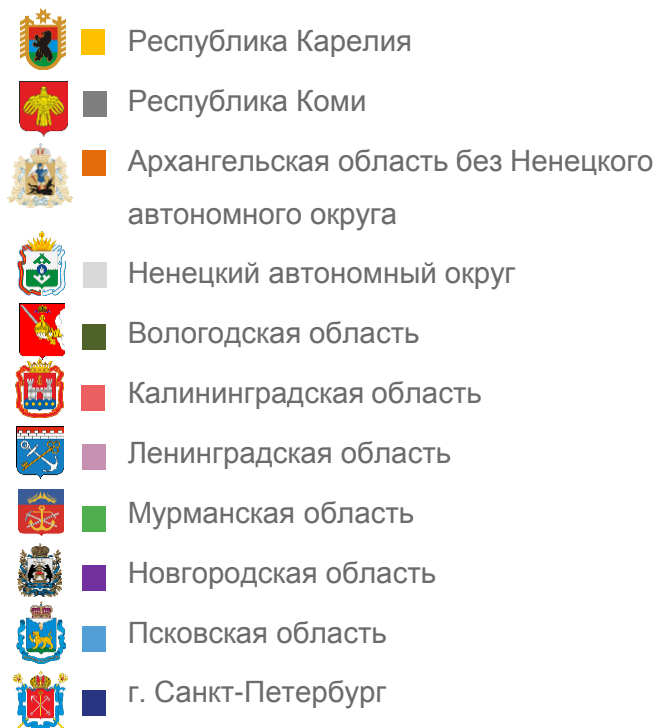 Республика Карелия
Республика Коми
Архангельская область без Ненецкого
автономного округа
Ненецкий автономный округ
Вологодская область
Калининградская область
Ленинградская область
Мурманская область
Новгородская область
Псковская область
г. Санкт-Петербург